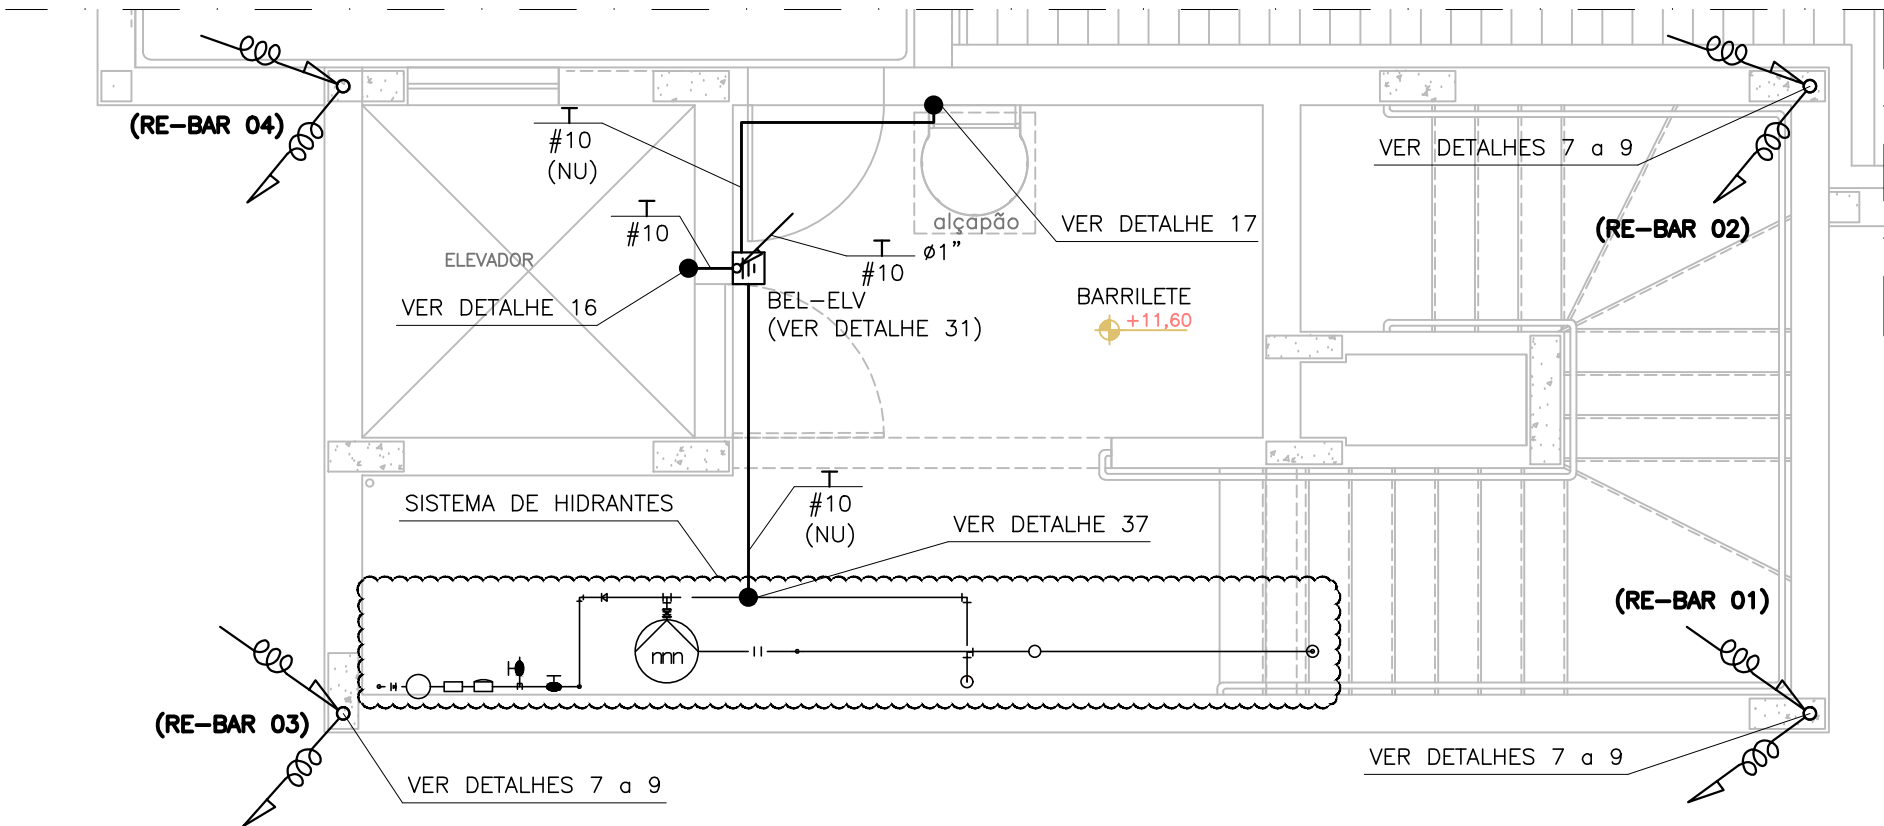 (RE-BAR 04)
T
#10
(NU)
VER DETALHES 7 a 9
T
#10
alçapão
VER DETALHE 17
(RE-BAR 02)
T
#10
ø1"
ELEVADOR
VER DETALHE 16
BEL-ELV
(VER DETALHE 31)
BARRILETE
+11,60
SISTEMA DE HIDRANTES
T
#10
(NU)
VER DETALHE 37
(RE-BAR 01)
(RE-BAR 03)
VER DETALHES 7 a 9
VER DETALHES 7 a 9